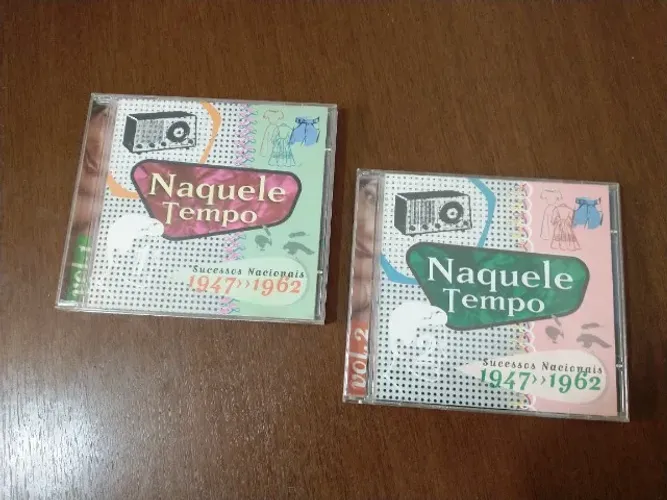 Naquele
Tempo
Sucessos Nacionais
1947>>1962
vol.1
Naquele
Tempo
Sucessos Nacionais
1947>>1962
vol.2